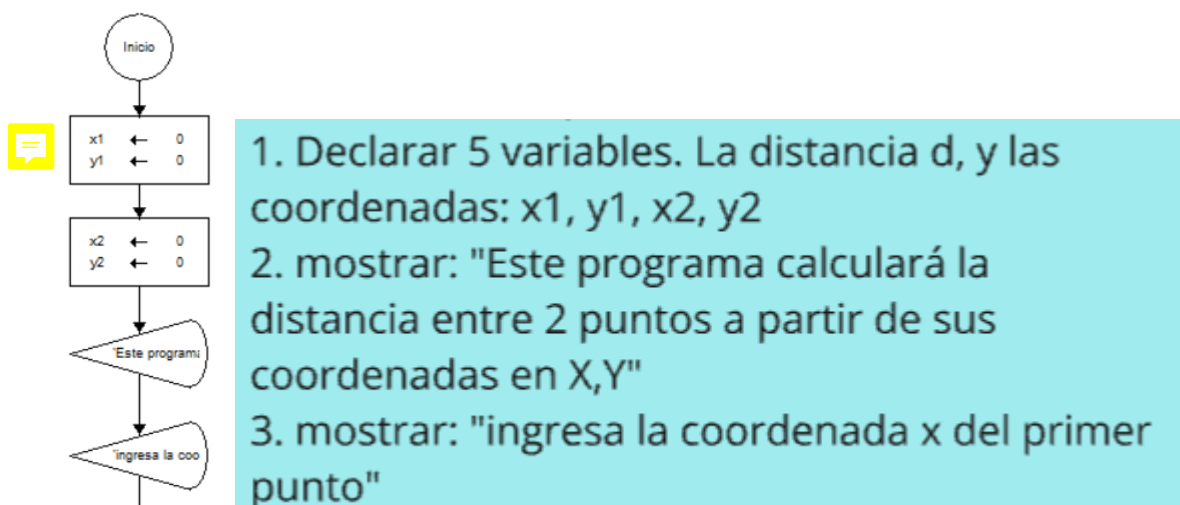 Inicio
x1 ← 0
y1 ← 0
x2 ← 0
y2 ← 0
'Este programa
'ingresa la coo
1. Declarar 5 variables. La distancia d, y las
coordenadas: x1, y1, x2, y2
2. mostrar: "Este programa calculará la
distancia entre 2 puntos a partir de sus
coordenadas en X,Y"
3. mostrar: "ingresa la coordenada x del primer
punto"